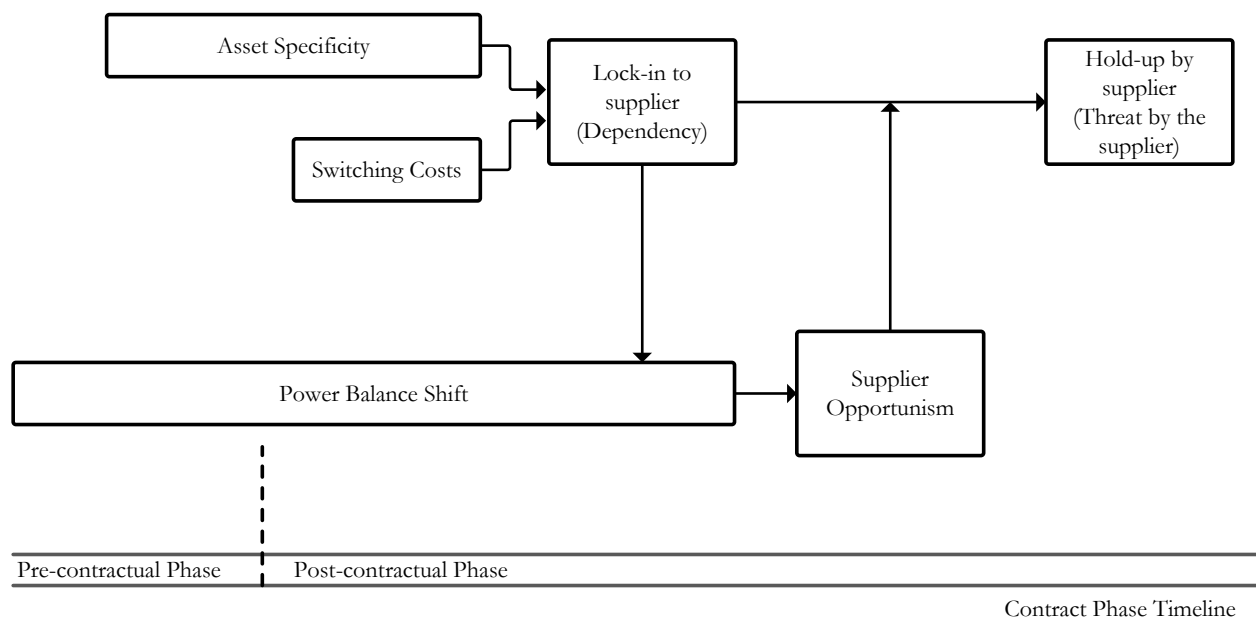 Asset Specificity
Switching Costs
Lock-in to
supplier
(Dependency)
Hold-up by
supplier
(Threat by the
supplier)
Power Balance Shift
Supplier
Opportunism
Pre-contractual Phase
Post-contractual Phase
Contract Phase Timeline